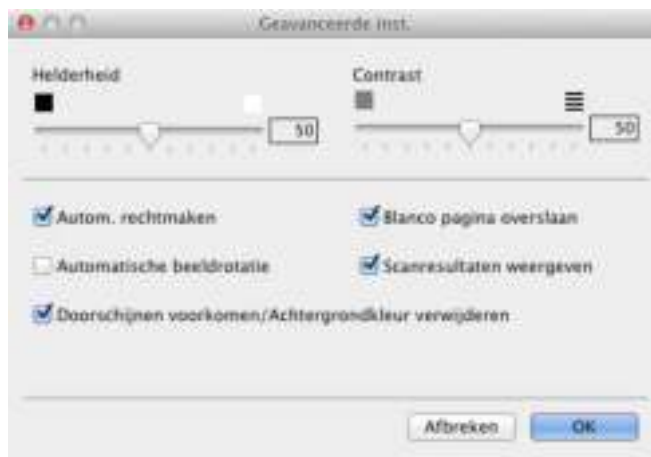 Geavanceerde inst.
Helderheid
Contrast
50
50
Autom. rechtmaken
Blanco pagina overslaan
Automatische beeldrotatie
Scanresultaten weergeven
Doorschijnen voorkomen/Achtergrondkleur verwijderen
Afbreken
OK